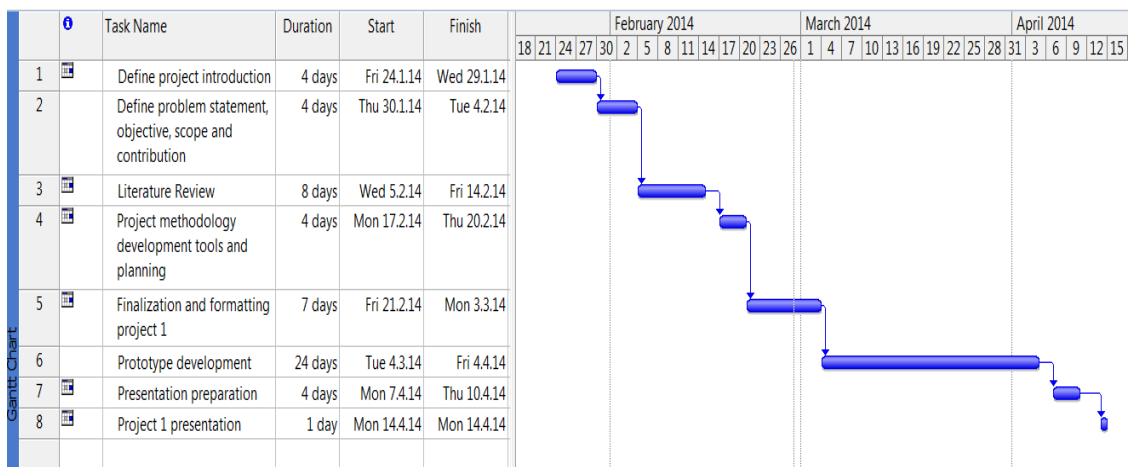 Task Name Duration Start Finish
February 2014 March 2014 April 2014
18 21 24 27 30 2 5 8 11 14 17 20 23 26 1 4 7 10 13 16 19 22 25 28 31 3 6 9 12 15
1 Define project introduction 4 days Fri 24.1.14 Wed 29.1.14
2 Define problem statement, 4 days Thu 30.1.14 Tue 4.2.14
objective, scope and
contribution
3 Literature Review 8 days Wed 5.2.14 Fri 14.2.14
4 Project methodology 4 days Mon 17.2.14 Thu 20.2.14
development tools and
planning
5 Finalization and formatting 7 days Fri 21.2.14 Mon 3.3.14
project 1
6 Prototype development 24 days Tue 4.3.14 Fri 4.4.14
7 Presentation preparation 4 days Mon 7.4.14 Thu 10.4.14
8 Project 1 presentation 1 day Mon 14.4.14 Mon 14.4.14
Gantt Chart